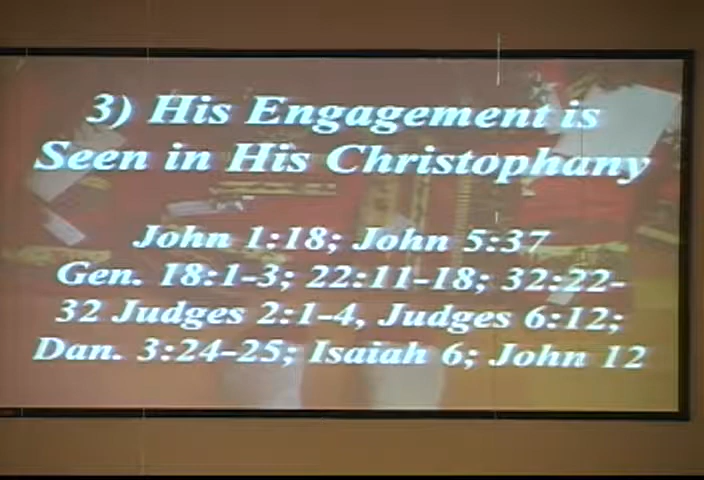 3) His Engagement is
Seen in His Christophany
John 1:18; John 5:37
Gen. 18:1-3; 22:11-18; 32:22-
32 Judges 2:1-4, Judges 6:12;
Dan. 3:24-25; Isaiah 6; John 12